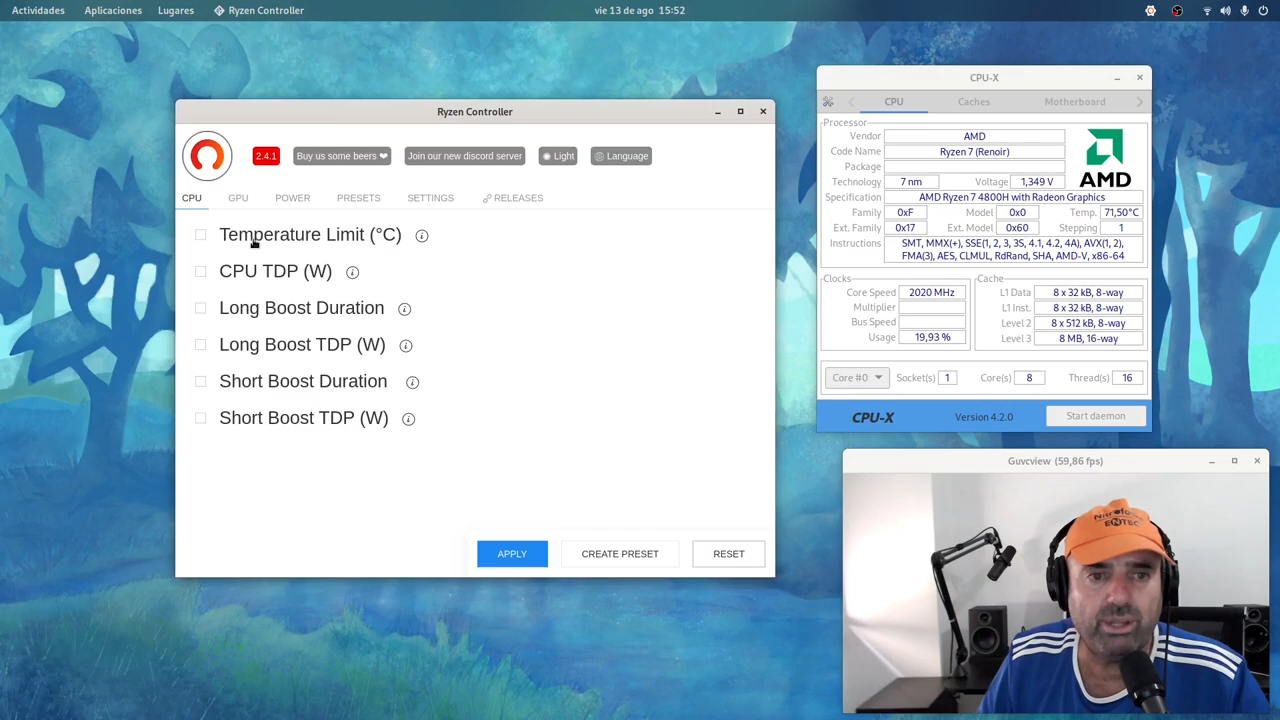 Actividades Aplicaciones Lugares Ryzen Controller vie 13 de ago 15:52
Ryzen Controller
2.4.1 Buy us some beers ❤ Join our new discord server Light Language
CPU GPU POWER PRESETS SETTINGS RELEASES
Temperature Limit (°C)
CPU TDP (W)
Long Boost Duration
Long Boost TDP (W)
Short Boost Duration
Short Boost TDP (W)
APPLY CREATE PRESET RESET
CPU-X
CPU Caches Motherboard
Processor
Vendor AMD
Code Name Ryzen 7 (Renoir)
Package
Technology 7 nm Voltage 1,349 V
AMD
Specification AMD Ryzen 7 4800H with Radeon Graphics
Family 0xF Model 0x0 Temp. 71,50°C
Ext. Family 0x17 Ext. Model 0x60 Stepping 1
Instructions SMT, MMX(+), SSE(1, 2, 3, 3S, 4.1, 4.2, 4A), AVX(1, 2),
FMA(3), AES, CLMUL, RdRand, SHA, AMD-V, x86-64
Clocks Cache
Core Speed 2020 MHz L1 Data 8 x 32 kB, 8-way
Multiplier L1 Inst. 8 x 32 kB, 8-way
Bus Speed Level 2 8 x 512 kB, 8-way
Usage 19,93 % Level 3 8 MB, 16-way
Core #0 Socket(s) 1 Core(s) 8 Thread(s) 16
CPU-X Version 4.2.0 Start daemon
Guvcview (59,86 fps)
ENTEC